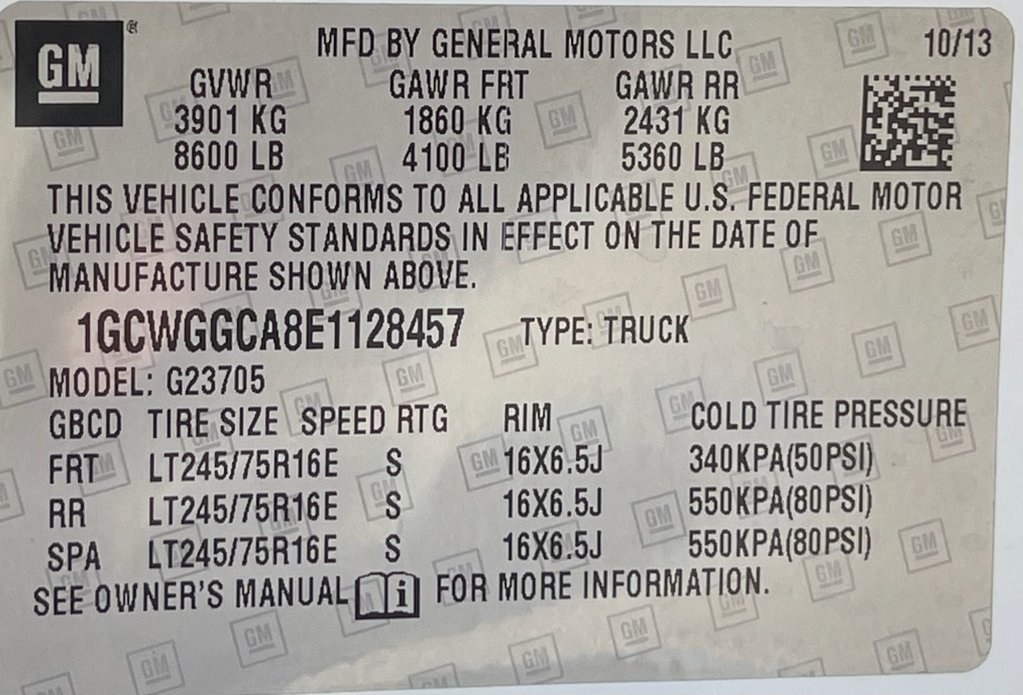 GM ® MFD BY GENERAL MOTORS LLC 10/13
GVWR GAWR FRT GAWR RR
3901 KG 1860 KG 2431 KG
8600 LB 4100 LB 5360 LB
THIS VEHICLE CONFORMS TO ALL APPLICABLE U.S. FEDERAL MOTOR
VEHICLE SAFETY STANDARDS IN EFFECT ON THE DATE OF
MANUFACTURE SHOWN ABOVE.
1GCWGGCA8E1128457 TYPE: TRUCK
MODEL: G23705
GBCD TIRE SIZE SPEED RTG RIM COLD TIRE PRESSURE
FRT LT245/75R16E S 16X6.5J 340KPA(50PSI)
RR LT245/75R16E S 16X6.5J 550KPA(80PSI)
SPA LT245/75R16E S 16X6.5J 550KPA(80PSI)
SEE OWNER'S MANUAL i FOR MORE INFORMATION.